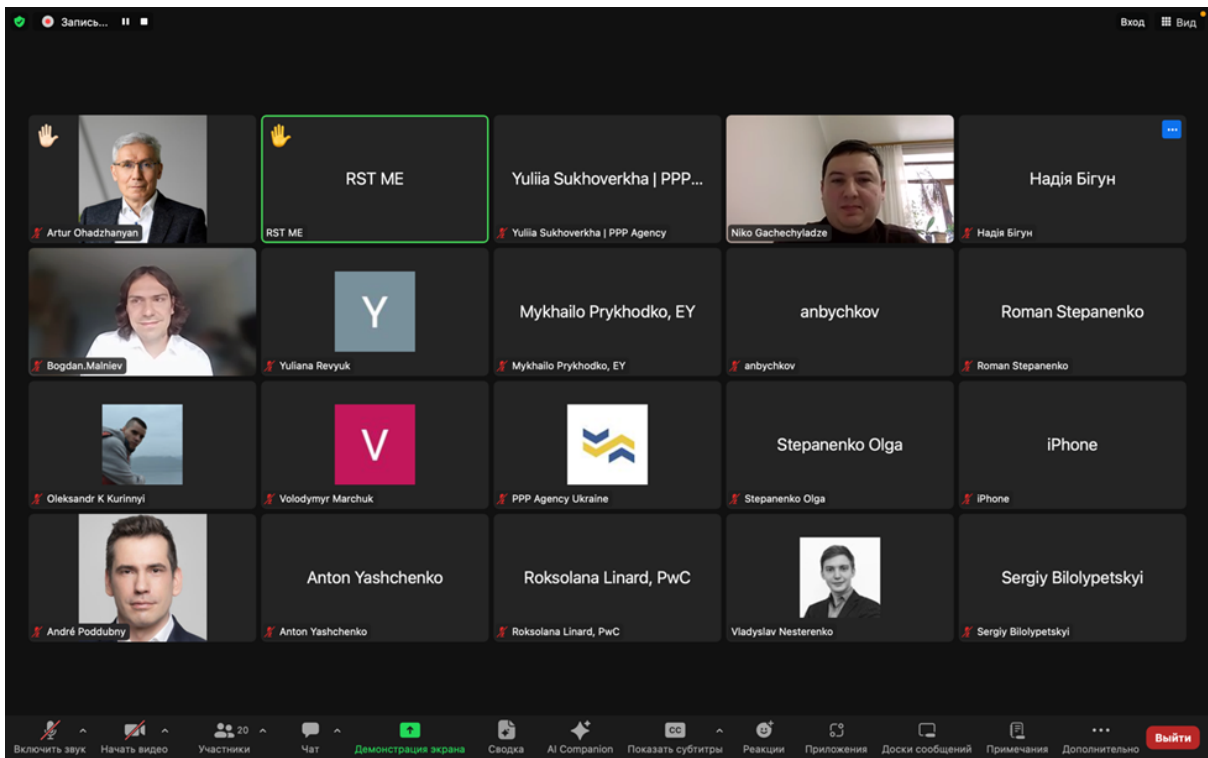 Запись...
Вход
Вид
Artur Ohadzhanyan
RST ME
RST ME
Yuliia Sukhoverkha | PPP...
Yuliia Sukhoverkha | PPP Agency
Niko Gachechyladze
Надія Бігун
Надія Бігун
Bogdan.Malniev
Y
Yuliana Revyuk
Mykhailo Prykhodko, EY
Mykhailo Prykhodko, EY
anbychkov
anbychkov
Roman Stepanenko
Roman Stepanenko
Oleksandr K Kurinnyi
V
Volodymyr Marchuk
PPP Agency Ukraine
Stepanenko Olga
Stepanenko Olga
iPhone
iPhone
André Poddubny
Anton Yashchenko
Anton Yashchenko
Roksolana Linard, PwC
Roksolana Linard, PwC
Vladyslav Nesterenko
Sergiy Bilolypetskyi
Sergiy Bilolypetskyi
Включить звук
Начать видео
20
Участники
Чат
Демонстрация экрана
Сводка
AI Companion
CC
Показать субтитры
Реакции
Приложения
Доски сообщений
Примечания
Дополнительно
Выйти